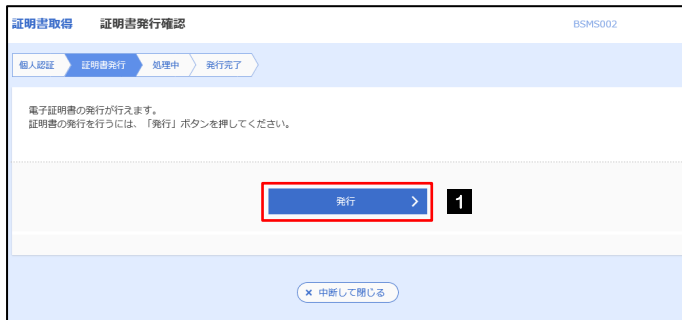 証明書取得 証明書発行確認 BSMS002
個人認証 証明書発行 処理中 発行完了
電子証明書の発行が行えます。
証明書の発行を行うには、「発行」ボタンを押してください。
発行 1
× 中断して閉じる